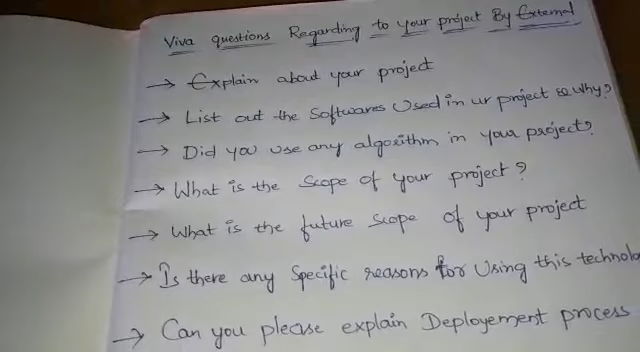 Viva questions Regarding to your project By External
→ Explain about your project
→ List out the Softwares Used in ur project & why?
→ Did you use any algorithm in your project?
→ What is the scope of your project?
→ What is the future scope of your project
→ Is there any Specific reasons for Using this technolo
→ Can you please explain Deployement process